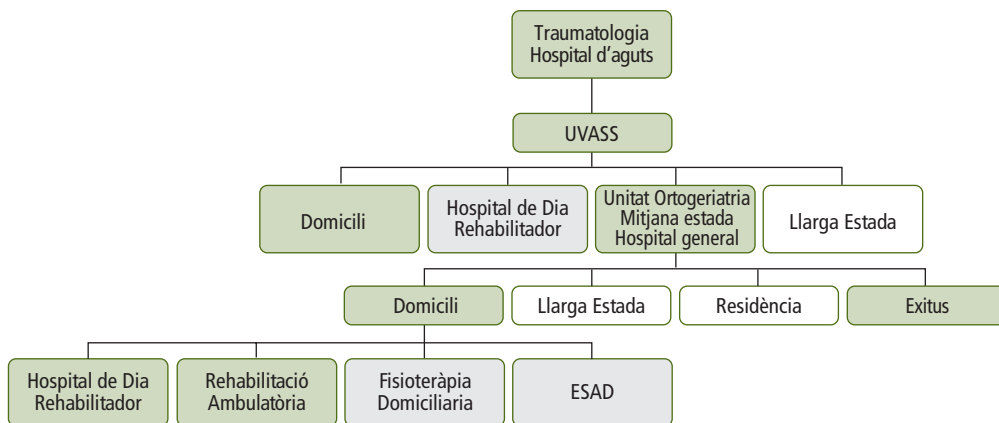 Traumatologia
Hospital d’aguts
UVASS
Domicili
Hospital de Dia
Rehabilitador
Unitat Ortogeriatria
Mitjana estada
Hospital general
Llarga Estada
Domicili
Llarga Estada
Residència
Exitus
Hospital de Dia
Rehabilitador
Rehabilitació
Ambulatòria
Fisioteràpia
Domiciliaria
ESAD